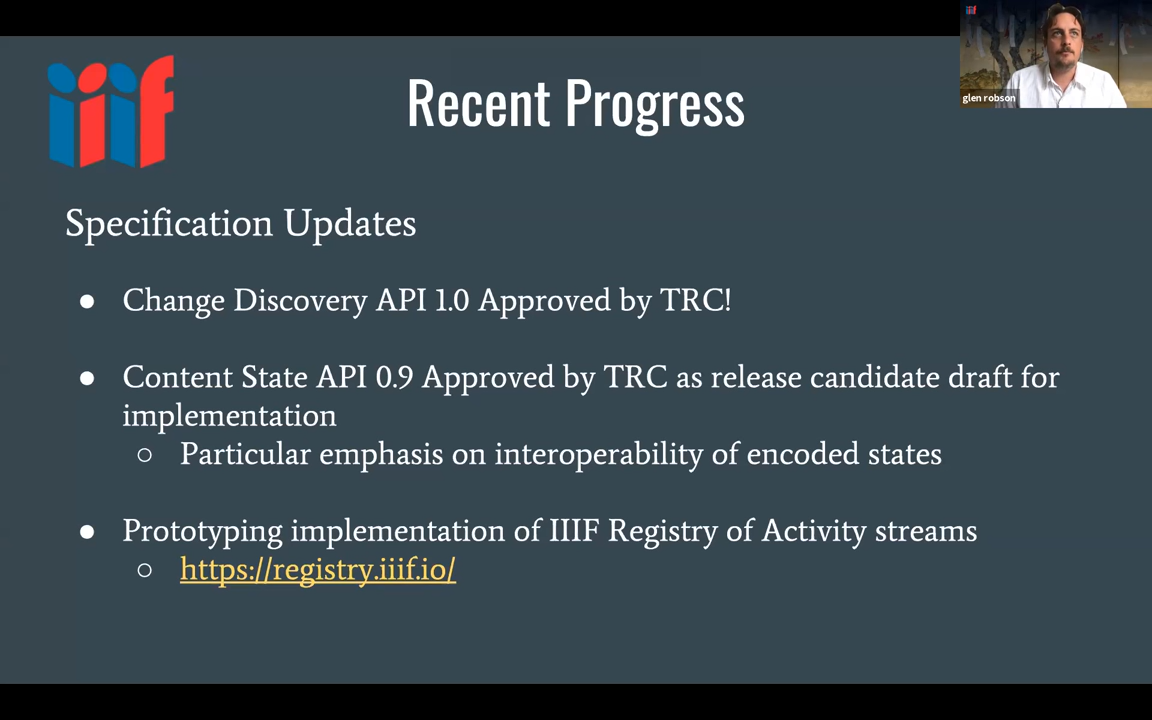 iiif
glen robson
iiif
Recent Progress
Specification Updates
● Change Discovery API 1.0 Approved by TRC!
● Content State API 0.9 Approved by TRC as release candidate draft for
implementation
○ Particular emphasis on interoperability of encoded states
● Prototyping implementation of IIIF Registry of Activity streams
○ https://registry.iiif.io/